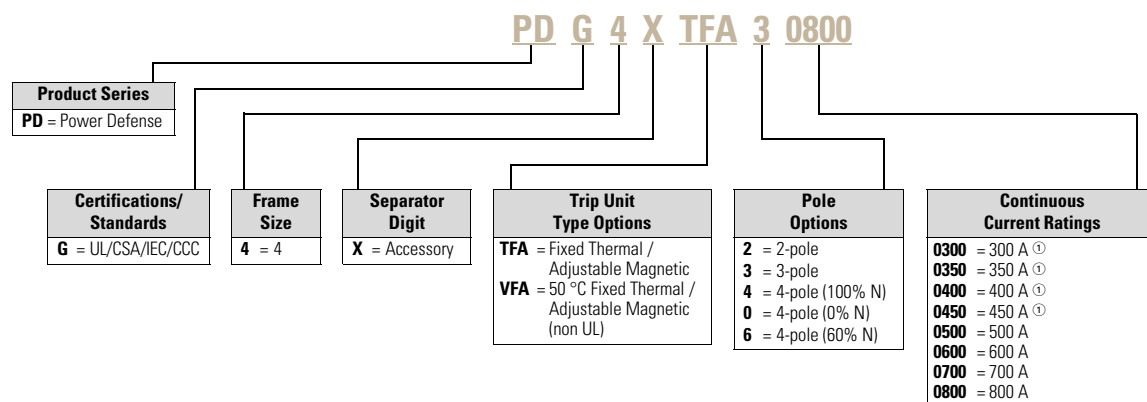 PD G 4 X TFA 3 0800
Product Series
PD = Power Defense
Certifications/
Standards
G = UL/CSA/IEC/CCC
Frame
Size
4 = 4
Separator
Digit
X = Accessory
Trip Unit
Type Options
TFA = Fixed Thermal /
Adjustable Magnetic
VFA = 50 °C Fixed Thermal /
Adjustable Magnetic
(non UL)
Pole
Options
2 = 2-pole
3 = 3-pole
4 = 4-pole (100% N)
0 = 4-pole (0% N)
6 = 4-pole (60% N)
Continuous
Current Ratings
0300 = 300 A ①
0350 = 350 A ①
0400 = 400 A ①
0450 = 450 A ①
0500 = 500 A
0600 = 600 A
0700 = 700 A
0800 = 800 A